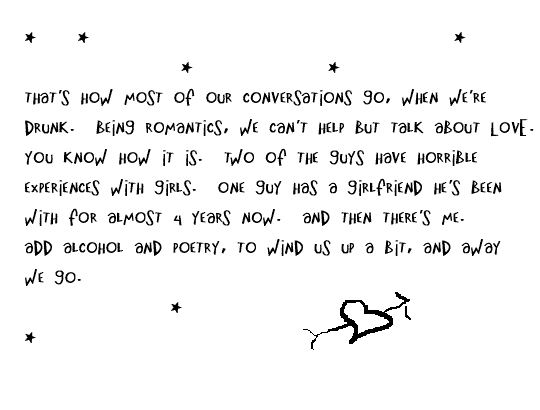 That's how most of our conversations go, when we're
drunk. Being romantics, we can't help but talk about love.
You know how it is. Two of the guys have horrible
experiences with girls. One guy has a girlfriend he's been
with for almost 4 years now. And then there's me.
Add alcohol and poetry, to wind us up a bit, and away
we go.